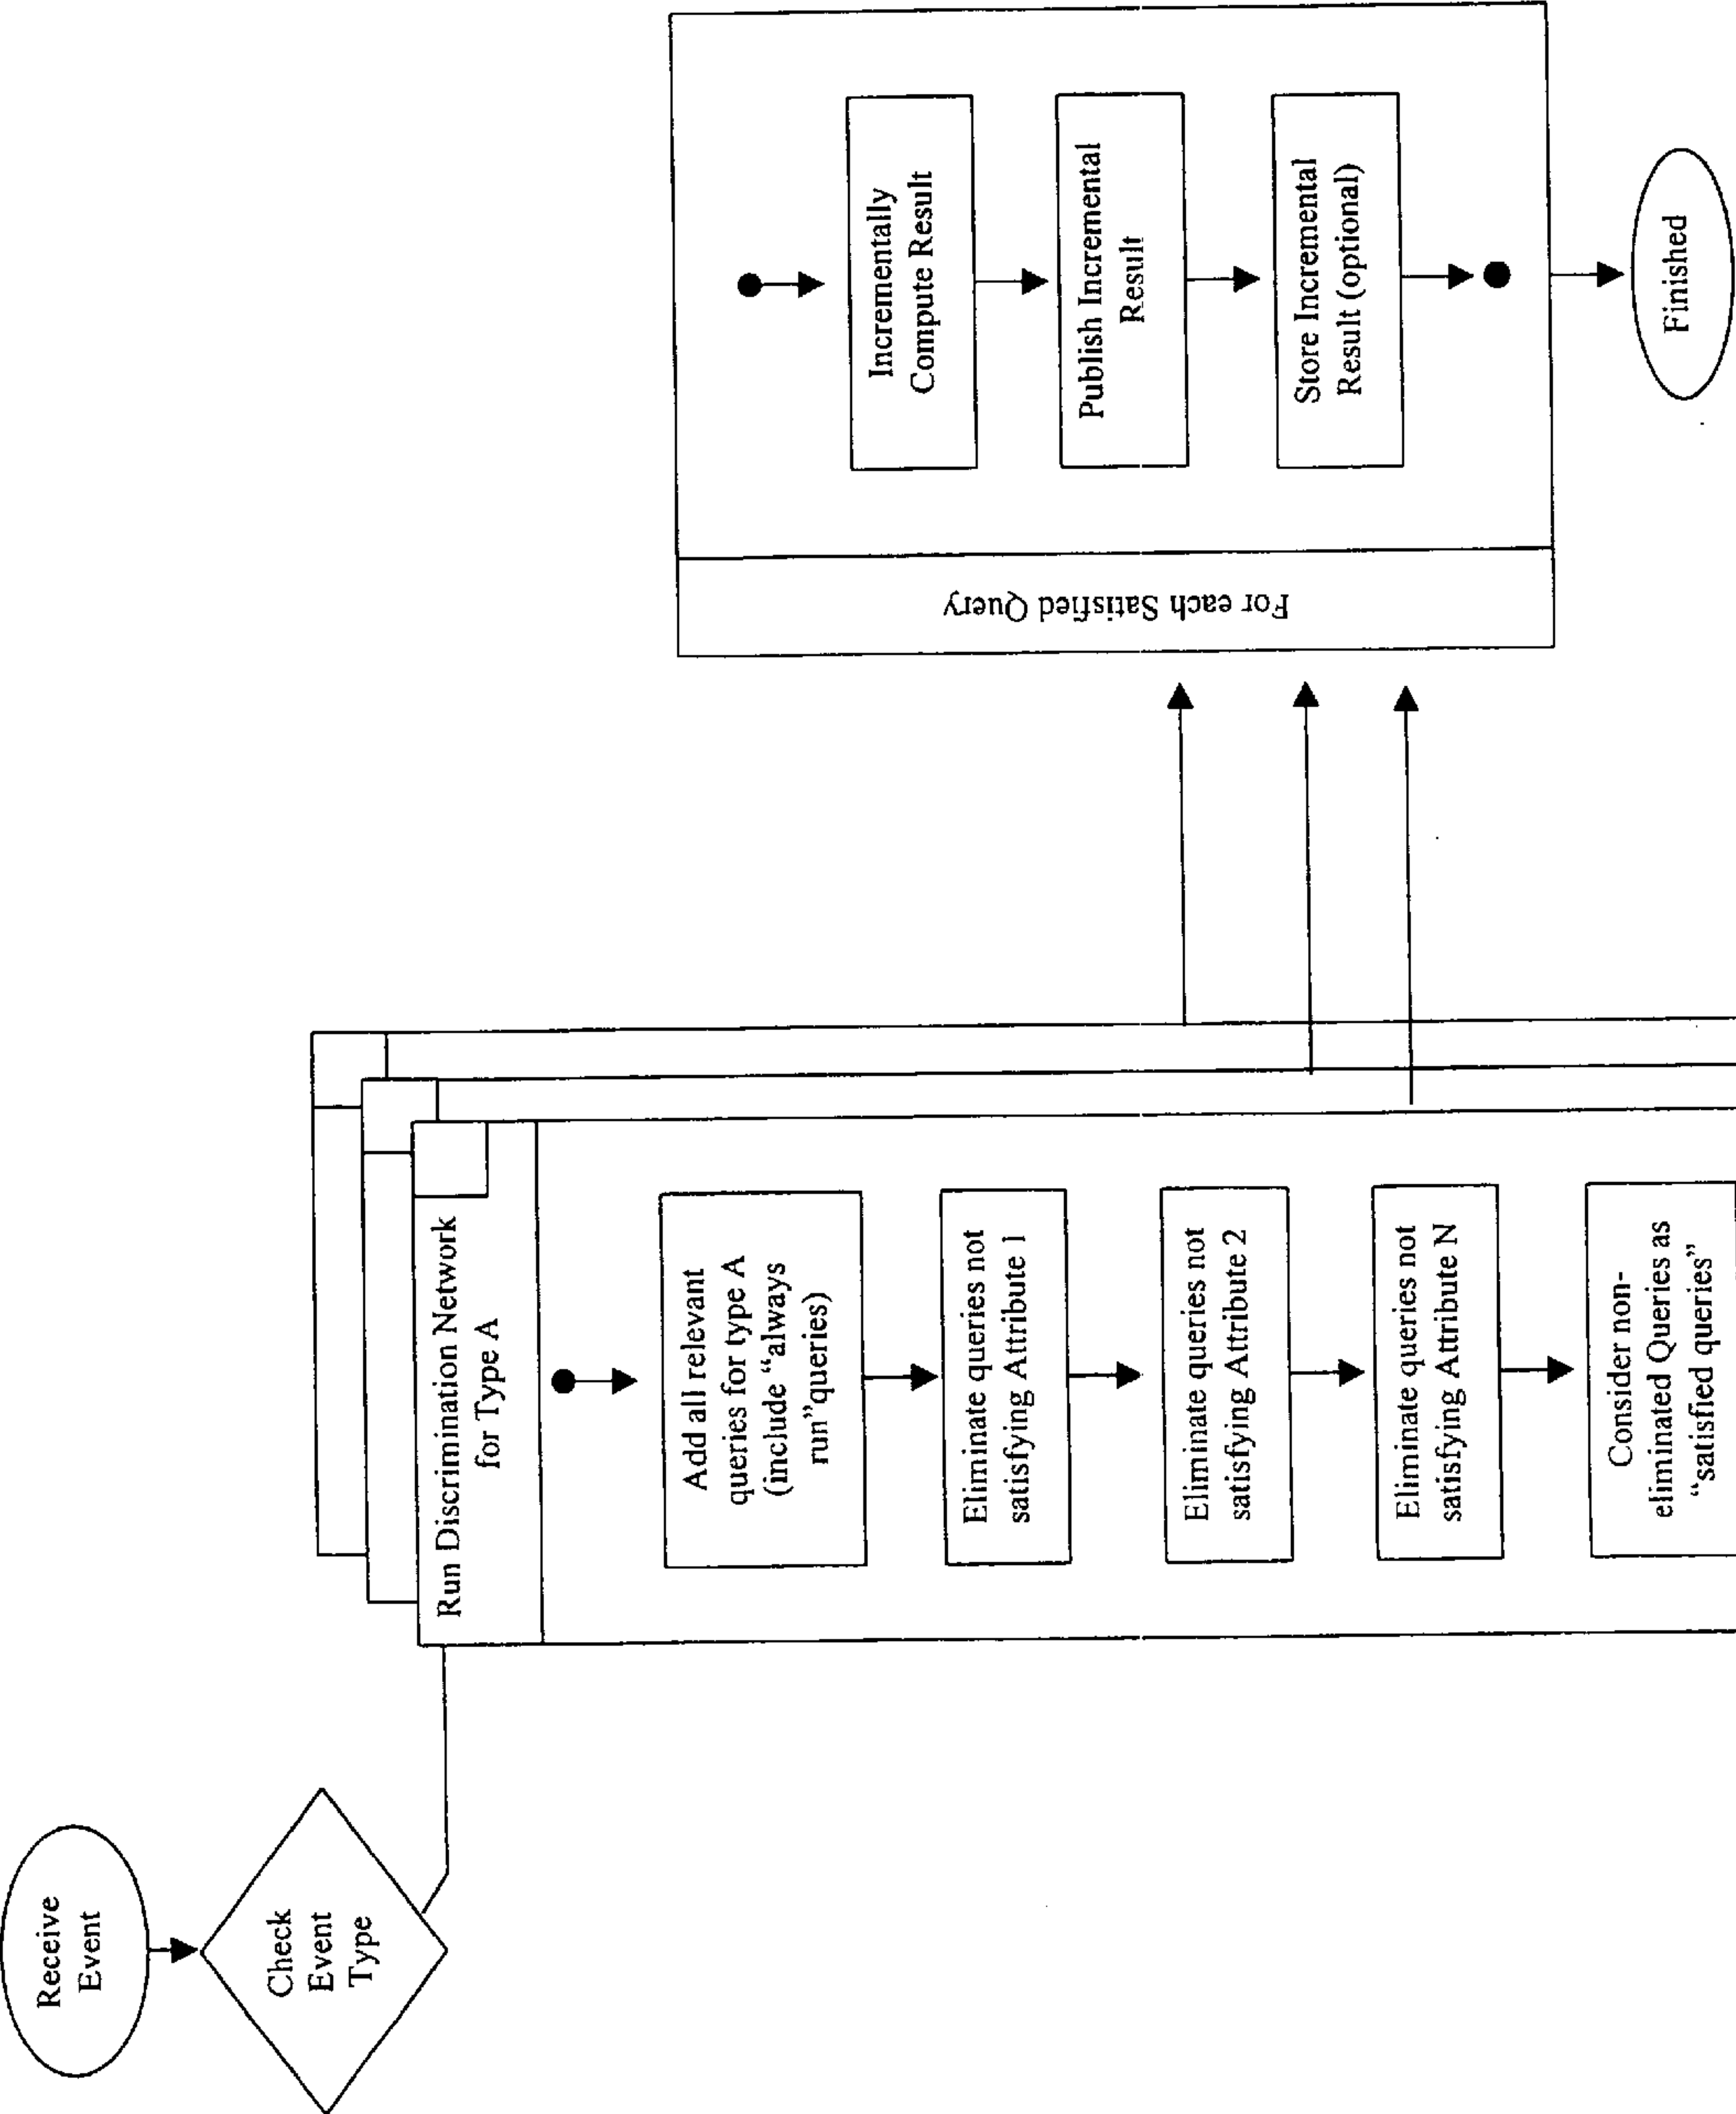 Receive
Event
Check
Event
Type
Run Discrimination Network
for Type A
Add all relevant
queries for type A
(include “always
run”queries)
Eliminate queries not
satisfying Attribute 1
Eliminate queries not
satisfying Attribute 2
Eliminate queries not
satisfying Attribute N
Consider non-
eliminated Queries as
“satisfied queries”
For each Satisfied Query
Incrementally
Compute Result
Publish Incremental
Result
Store Incremental
Result (optional)
Finished